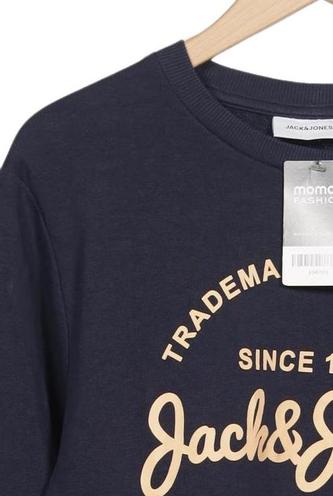 JACK&JONES
momo
FASHION
TRADEMA
SINCE 1
Jack&J